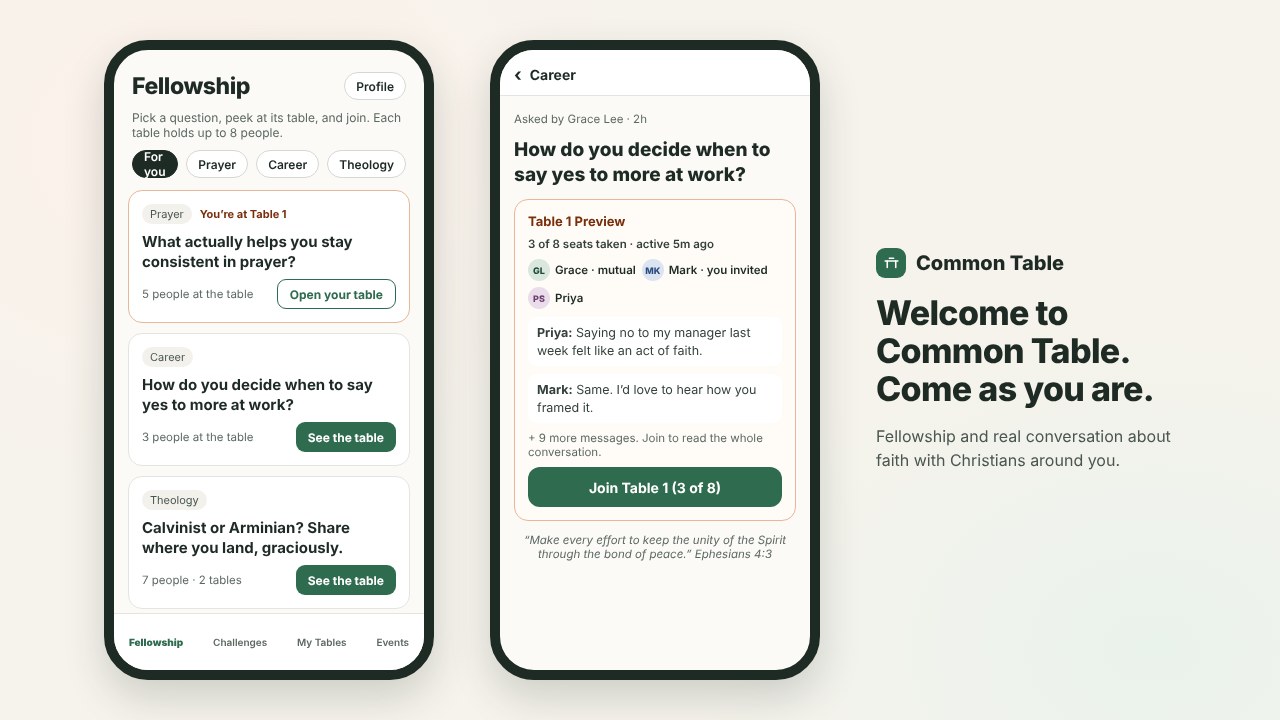 Fellowship
Profile
Pick a question, peek at its table, and join. Each
table holds up to 8 people.
For
you
Prayer
Career
Theology
Prayer
You’re at Table 1
What actually helps you stay
consistent in prayer?
5 people at the table
Open your table
Career
How do you decide when to say
yes to more at work?
3 people at the table
See the table
Theology
Calvinist or Arminian? Share
where you land, graciously.
7 people · 2 tables
See the table
Fellowship
Challenges
My Tables
Events
‹ Career
Asked by Grace Lee · 2h
How do you decide when to
say yes to more at work?
Table 1 Preview
3 of 8 seats taken · active 5m ago
GL Grace · mutual
MK Mark · you invited
PS Priya
Priya: Saying no to my manager last
week felt like an act of faith.
Mark: Same. I’d love to hear how you
framed it.
+ 9 more messages. Join to read the whole
conversation.
Join Table 1 (3 of 8)
“Make every effort to keep the unity of the Spirit
through the bond of peace.” Ephesians 4:3
Common Table
Welcome to
Common Table.
Come as you are.
Fellowship and real conversation about
faith with Christians around you.